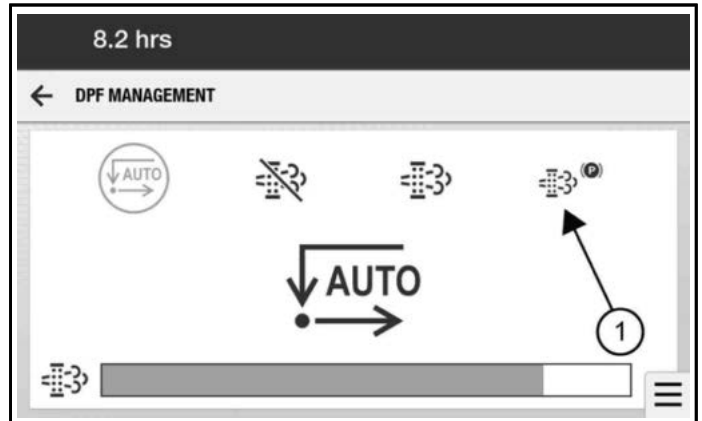 8.2 hrs
DPF MANAGEMENT
AUTO
(P)
AUTO
1